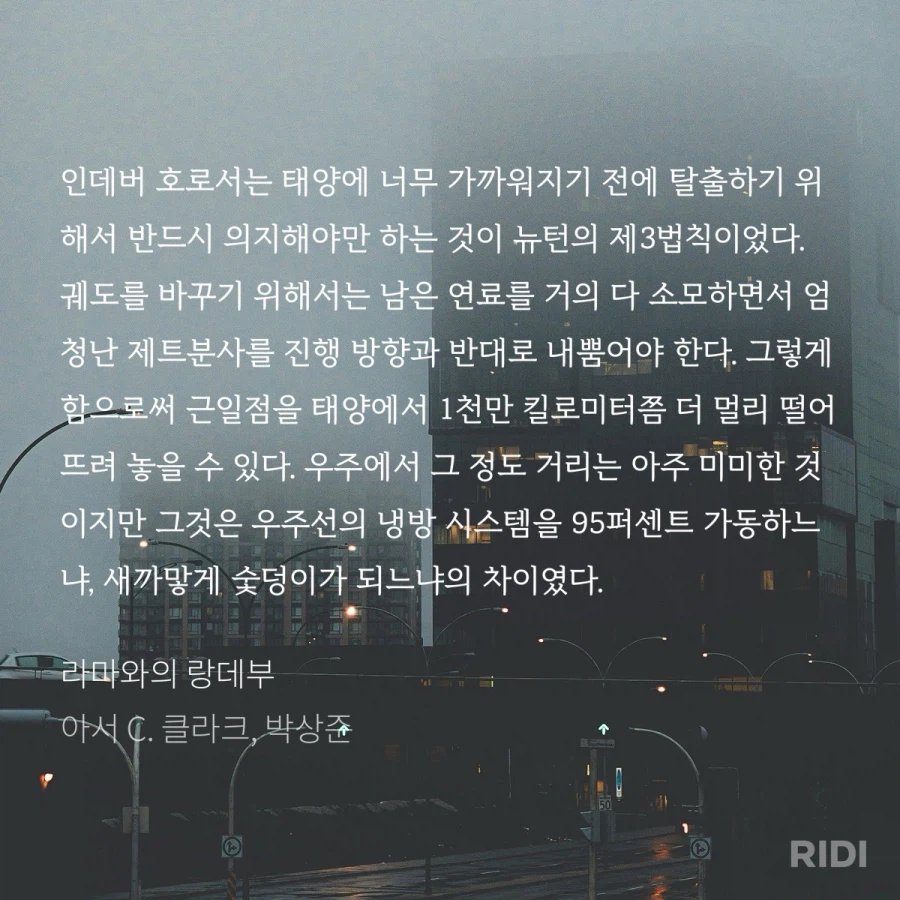 인데버 호로서는 태양에 너무 가까워지기 전에 탈출하기 위
해서 반드시 의지해야만 하는 것이 뉴턴의 제3법칙이었다.
궤도를 바꾸기 위해서는 남은 연료를 거의 다 소모하면서 엄
청난 제트분사를 진행 방향과 반대로 내뿜어야 한다. 그렇게
함으로써 근일점을 태양에서 1천만 킬로미터쯤 더 멀리 떨어
뜨려 놓을 수 있다. 우주에서 그 정도 거리는 아주 미미한 것
이지만 그것은 우주선의 냉방 시스템을 95퍼센트 가동하느
냐, 새까맣게 숯덩이가 되느냐의 차이였다.
라마와의 랑데부
아서 C. 클라크, 박상준
50
RIDI